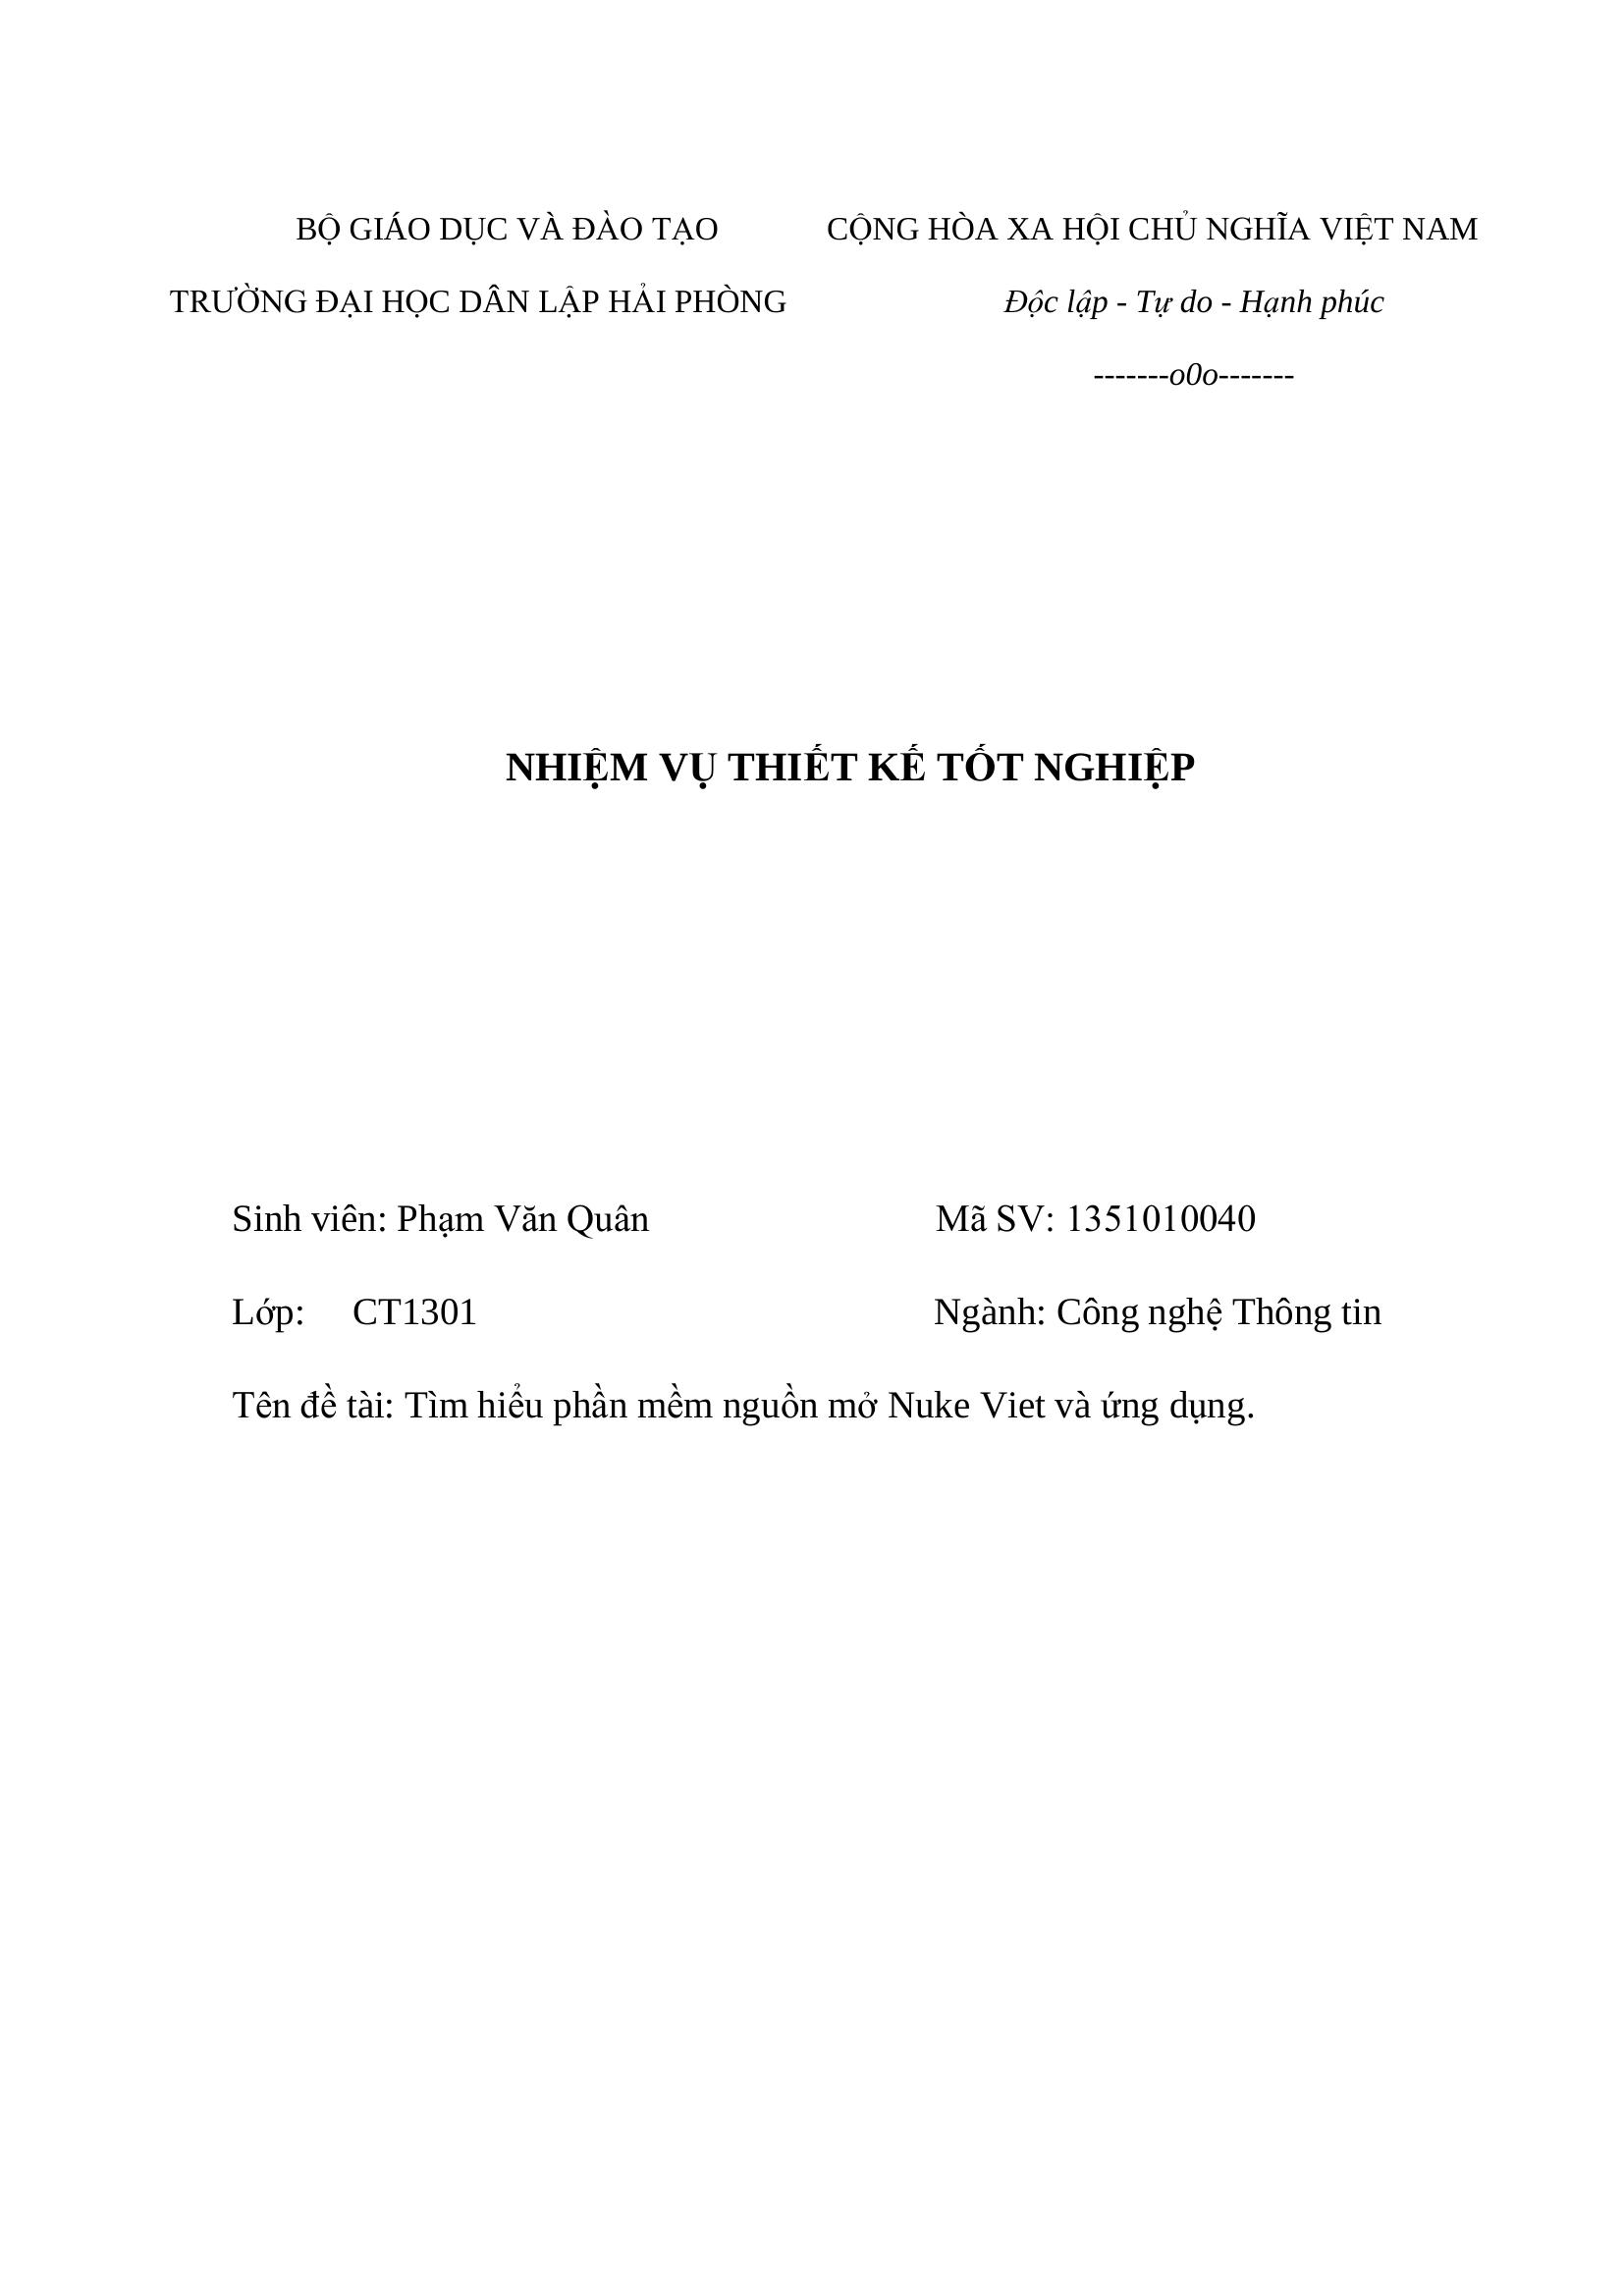 BỘ GIÁO DỤC VÀ ĐÀO TẠO CỘNG HÒA XA HỘI CHỦ NGHĨA VIỆT NAM
TRƯỜNG ĐẠI HỌC DÂN LẬP HẢI PHÒNG Độc lập - Tự do - Hạnh phúc
-------o0o-------
NHIỆM VỤ THIẾT KẾ TỐT NGHIỆP
Sinh viên: Phạm Văn Quân Mã SV: 1351010040
Lớp: CT1301 Ngành: Công nghệ Thông tin
Tên đề tài: Tìm hiểu phần mềm nguồn mở Nuke Viet và ứng dụng.